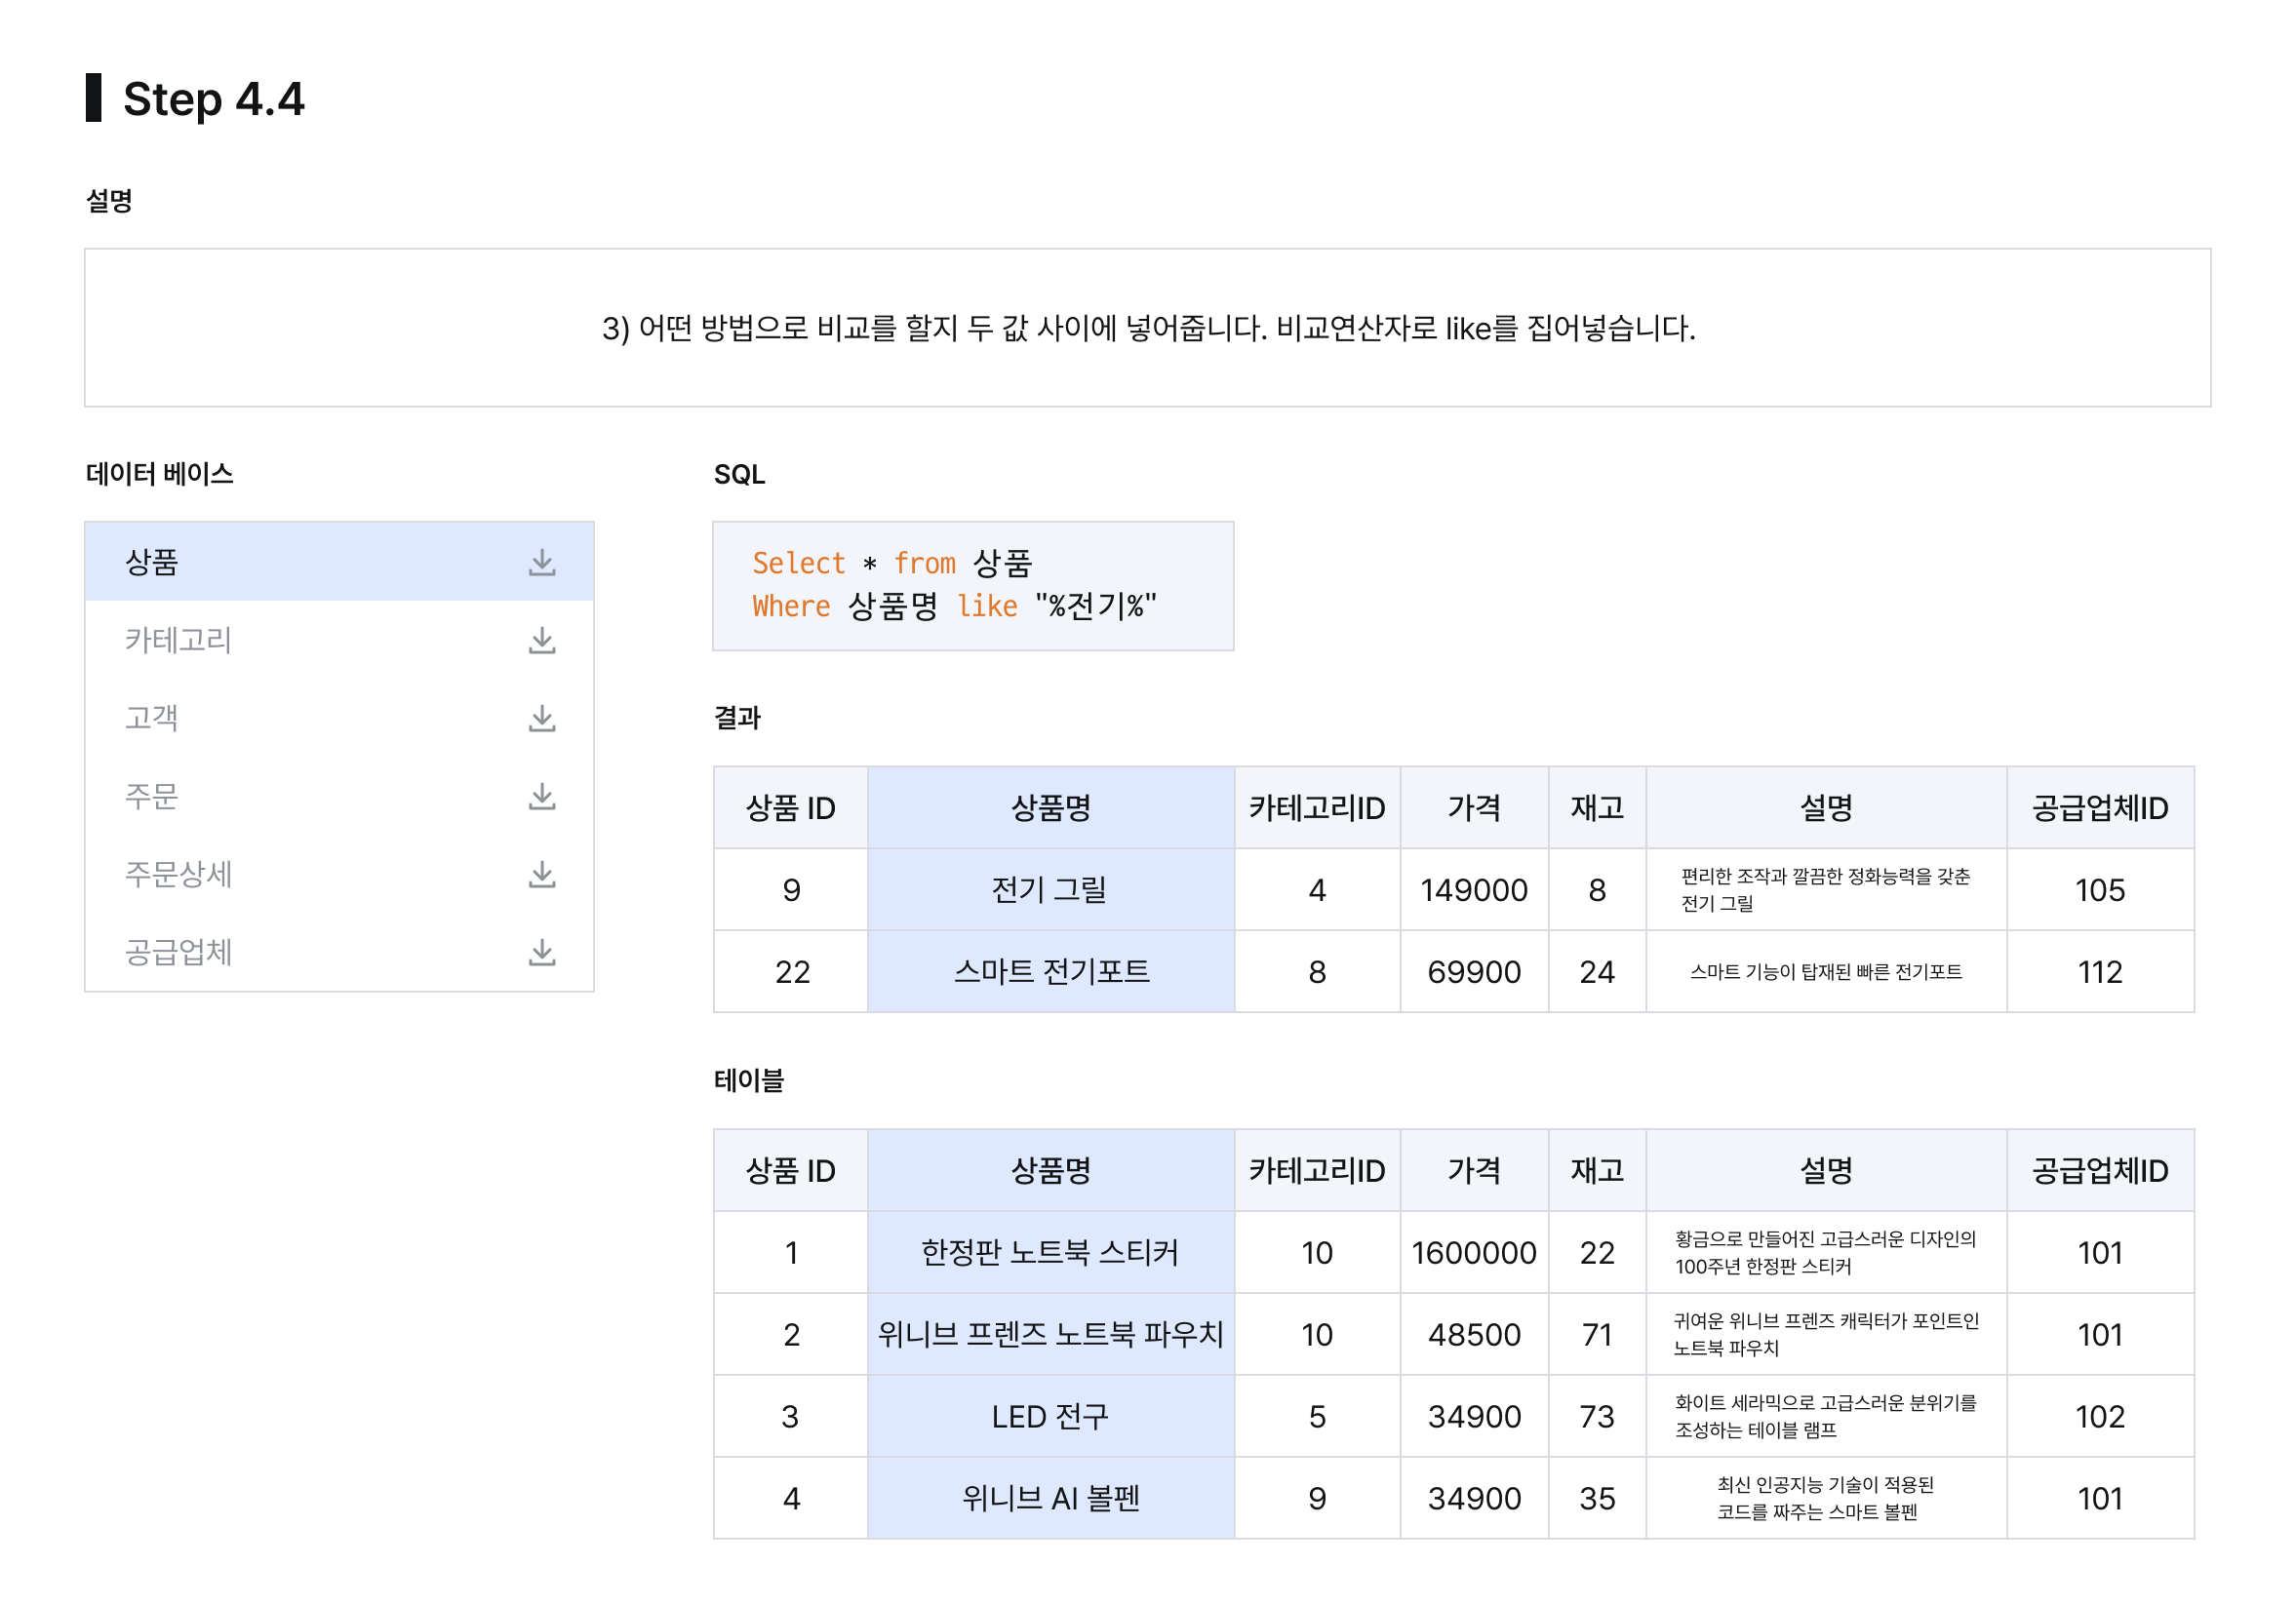 Step 4.4
설명
3) 어떤 방법으로 비교를 할지 두 값 사이에 넣어줍니다. 비교연산자로 like를 집어넣습니다.
데이터 베이스
상품
카테고리
고객
주문
주문상세
공급업체
SQL
Select * from 상품
Where 상품명 like "%전기%"
결과
상품 ID 상품명 카테고리ID 가격 재고 설명 공급업체ID
9 전기 그릴 4 149000 8 편리한 조작과 깔끔한 정화능력을 갖춘
전기 그릴 105
22 스마트 전기포트 8 69900 24 스마트 기능이 탑재된 빠른 전기포트 112
테이블
상품 ID 상품명 카테고리ID 가격 재고 설명 공급업체ID
1 한정판 노트북 스티커 10 1600000 22 황금으로 만들어진 고급스러운 디자인의
100주년 한정판 스티커 101
2 위니브 프렌즈 노트북 파우치 10 48500 71 귀여운 위니브 프렌즈 캐릭터가 포인트인
노트북 파우치 101
3 LED 전구 5 34900 73 화이트 세라믹으로 고급스러운 분위기를
조성하는 테이블 램프 102
4 위니브 AI 볼펜 9 34900 35 최신 인공지능 기술이 적용된
코드를 짜주는 스마트 볼펜 101